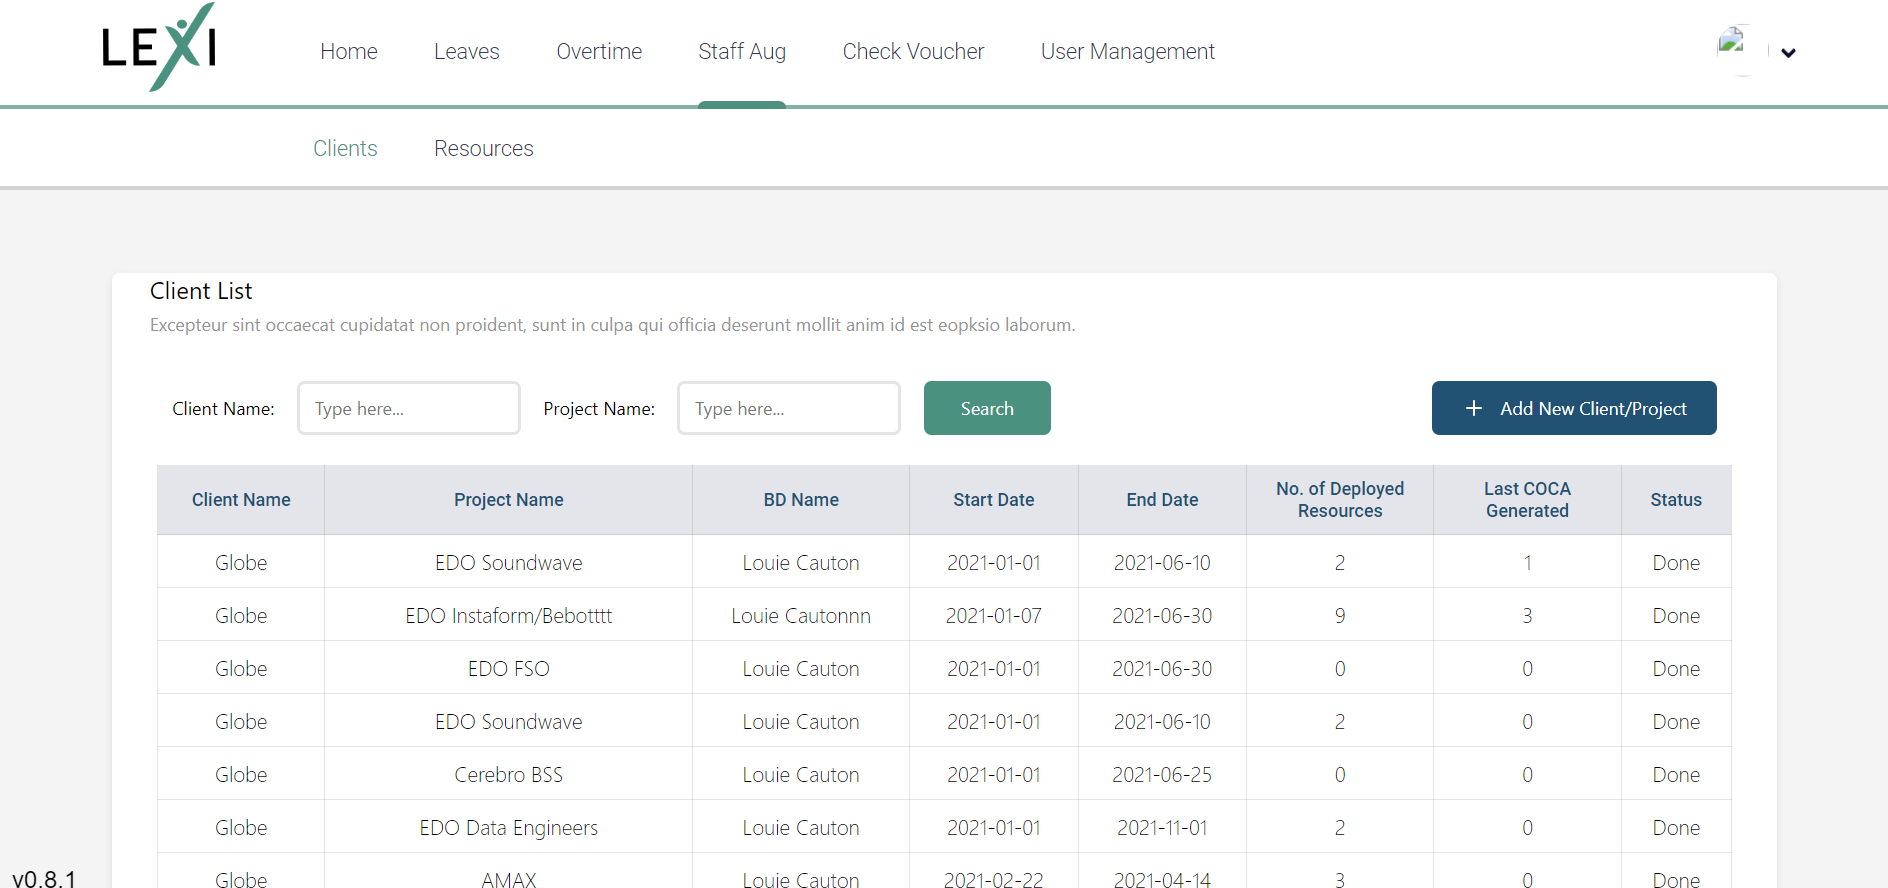 LEXI
Home Leaves Overtime Staff Aug Check Voucher User Management
Clients Resources
Client List
Excepteur sint occaecat cupidatat non proident, sunt in culpa qui officia deserunt mollit anim id est eopksio laborum.
Client Name: Type here... Project Name: Type here... Search + Add New Client/Project
Client Name Project Name BD Name Start Date End Date No. of Deployed Resources Last COCA Generated Status
Globe EDO Soundwave Louie Cauton 2021-01-01 2021-06-10 2 1 Done
Globe EDO Instaform/Bebotttt Louie Cautonnn 2021-01-07 2021-06-30 9 3 Done
Globe EDO FSO Louie Cauton 2021-01-01 2021-06-30 0 0 Done
Globe EDO Soundwave Louie Cauton 2021-01-01 2021-06-10 2 0 Done
Globe Cerebro BSS Louie Cauton 2021-01-01 2021-06-25 0 0 Done
Globe EDO Data Engineers Louie Cauton 2021-01-01 2021-11-01 2 0 Done
Globe AMAX Louie Cauton 2021-02-22 2021-04-14 3 0 Done
v0.8.1